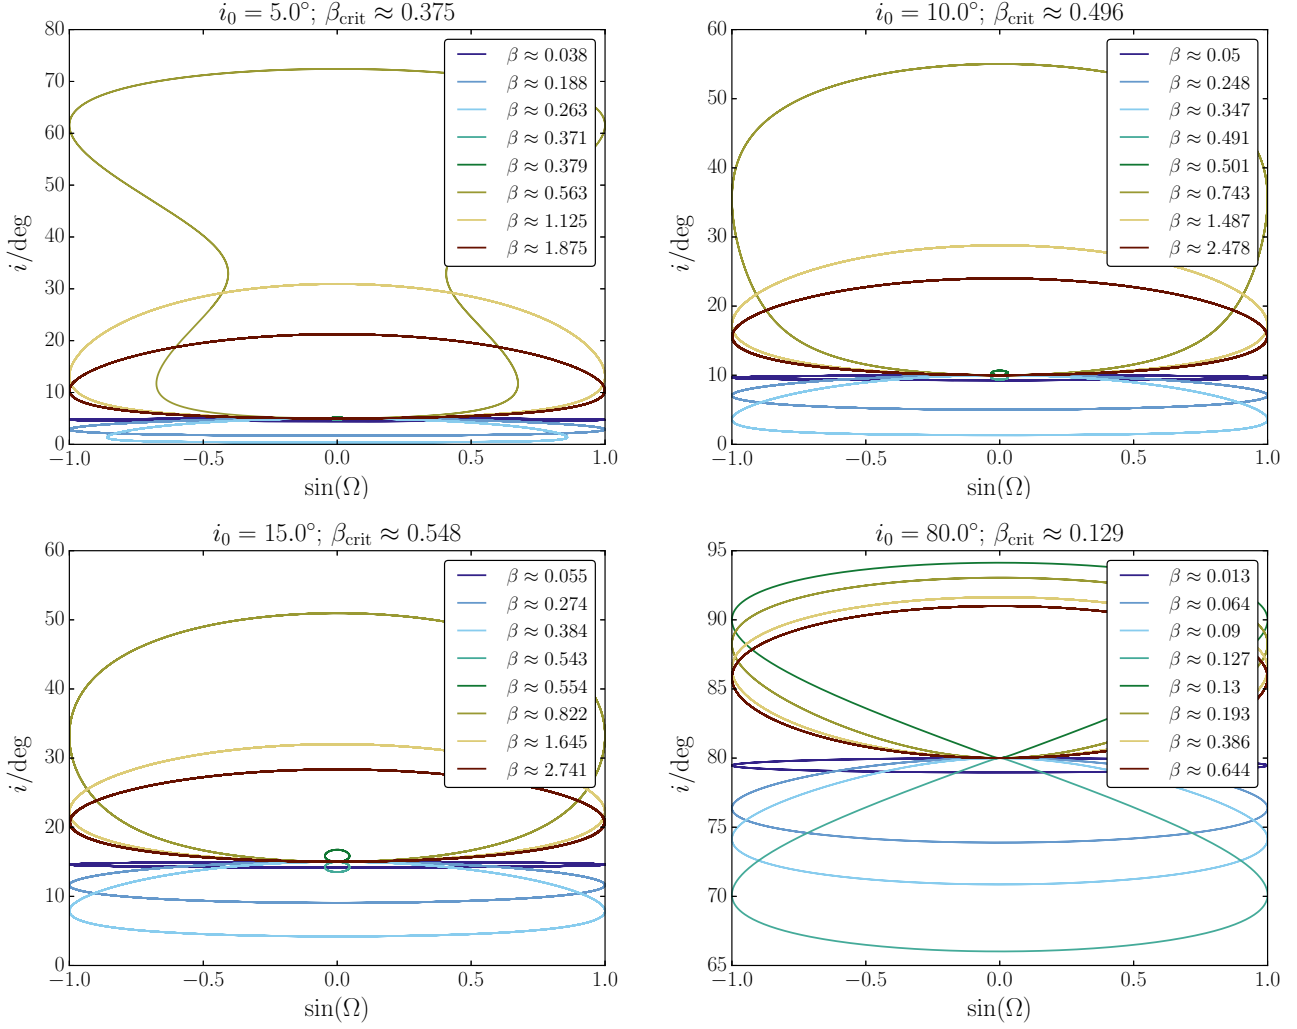 i₀ = 5.0°; β_crit ≈ 0.375
80
70
60
50
40
30
20
10
0
i/deg
β ≈ 0.038
β ≈ 0.188
β ≈ 0.263
β ≈ 0.371
β ≈ 0.379
β ≈ 0.563
β ≈ 1.125
β ≈ 1.875
−1.0 −0.5 0.0 0.5 1.0
sin(Ω)
i₀ = 10.0°; β_crit ≈ 0.496
60
50
40
30
20
10
0
i/deg
β ≈ 0.05
β ≈ 0.248
β ≈ 0.347
β ≈ 0.491
β ≈ 0.501
β ≈ 0.743
β ≈ 1.487
β ≈ 2.478
−1.0 −0.5 0.0 0.5 1.0
sin(Ω)
i₀ = 15.0°; β_crit ≈ 0.548
60
50
40
30
20
10
0
i/deg
β ≈ 0.055
β ≈ 0.274
β ≈ 0.384
β ≈ 0.543
β ≈ 0.554
β ≈ 0.822
β ≈ 1.645
β ≈ 2.741
−1.0 −0.5 0.0 0.5 1.0
sin(Ω)
i₀ = 80.0°; β_crit ≈ 0.129
95
90
85
80
75
70
65
i/deg
β ≈ 0.013
β ≈ 0.064
β ≈ 0.09
β ≈ 0.127
β ≈ 0.13
β ≈ 0.193
β ≈ 0.386
β ≈ 0.644
−1.0 −0.5 0.0 0.5 1.0
sin(Ω)